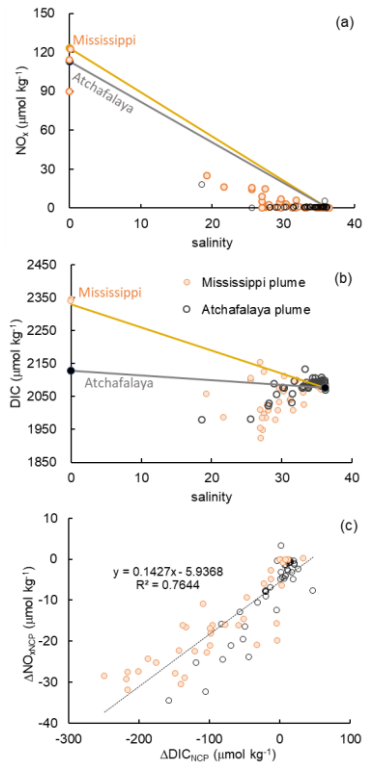 (a)
Mississippi
Atchafalaya
NOx (μmol kg⁻¹)
150
120
90
60
30
0
0 10 20 30 40
salinity
(b)
Mississippi
Mississippi plume
Atchafalaya plume
Atchafalaya
DIC (μmol kg⁻¹)
2450
2350
2250
2150
2050
1950
1850
0 10 20 30 40
salinity
(c)
y = 0.1427x - 5.9368
R² = 0.7644
ΔNOxNCP (μmol kg⁻¹)
10
0
-10
-20
-30
-40
-300 -200 -100 0 100
ΔDICNCP (μmol kg⁻¹)